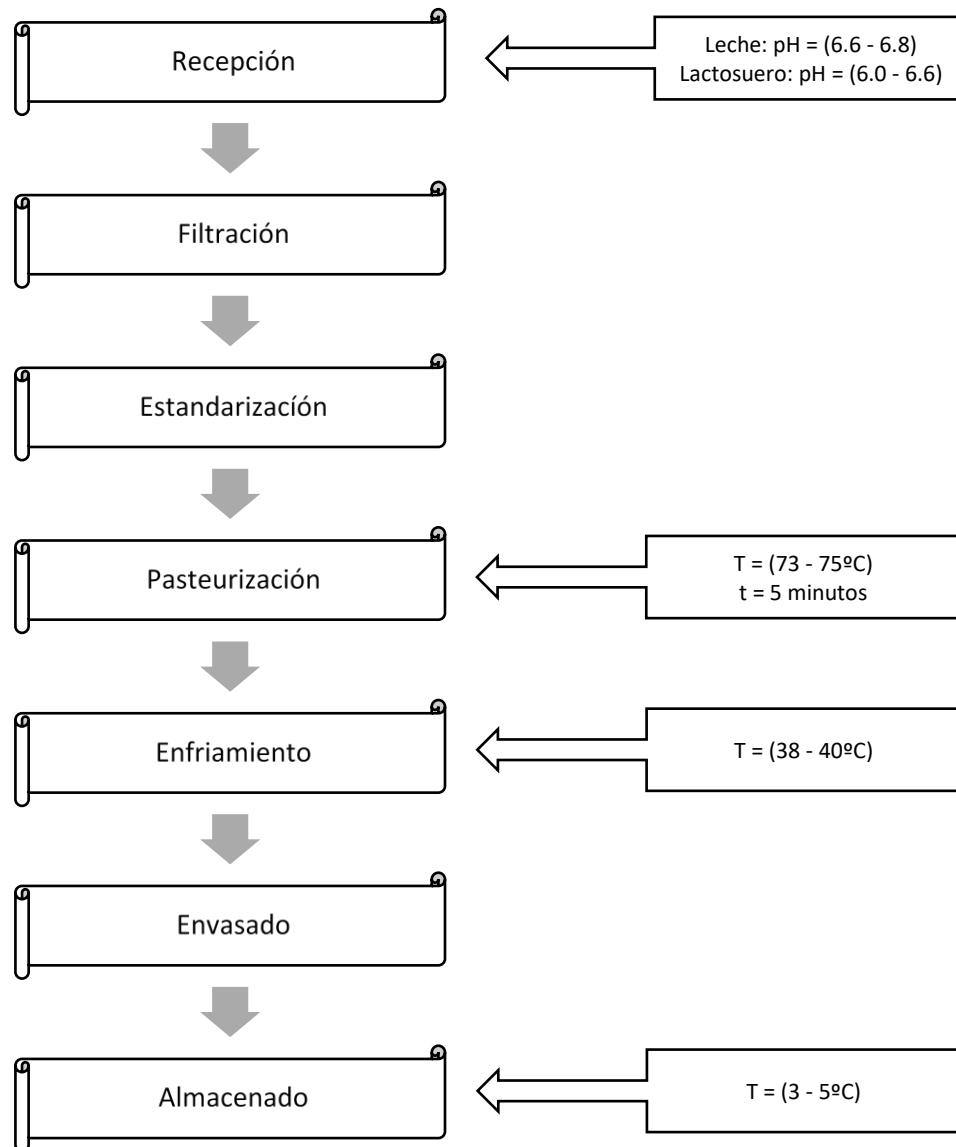 Recepción
Leche: pH = (6.6 - 6.8)
Lactosuero: pH = (6.0 - 6.6)
Filtración
Estandarizacíón
Pasteurización
T = (73 - 75ºC)
t = 5 minutos
Enfriamiento
T = (38 - 40ºC)
Envasado
Almacenado
T = (3 - 5ºC)